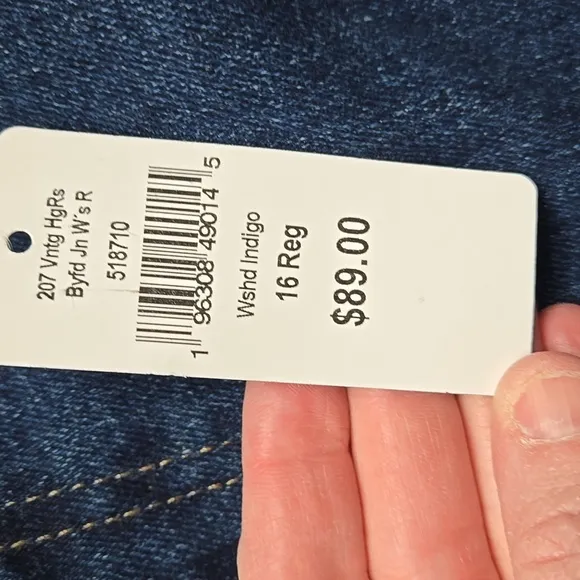 207 Vntg HgRs
Byfd Jn W's R
518710
1 96308 49014 5
Wshd Indigo
16 Reg
$89.00